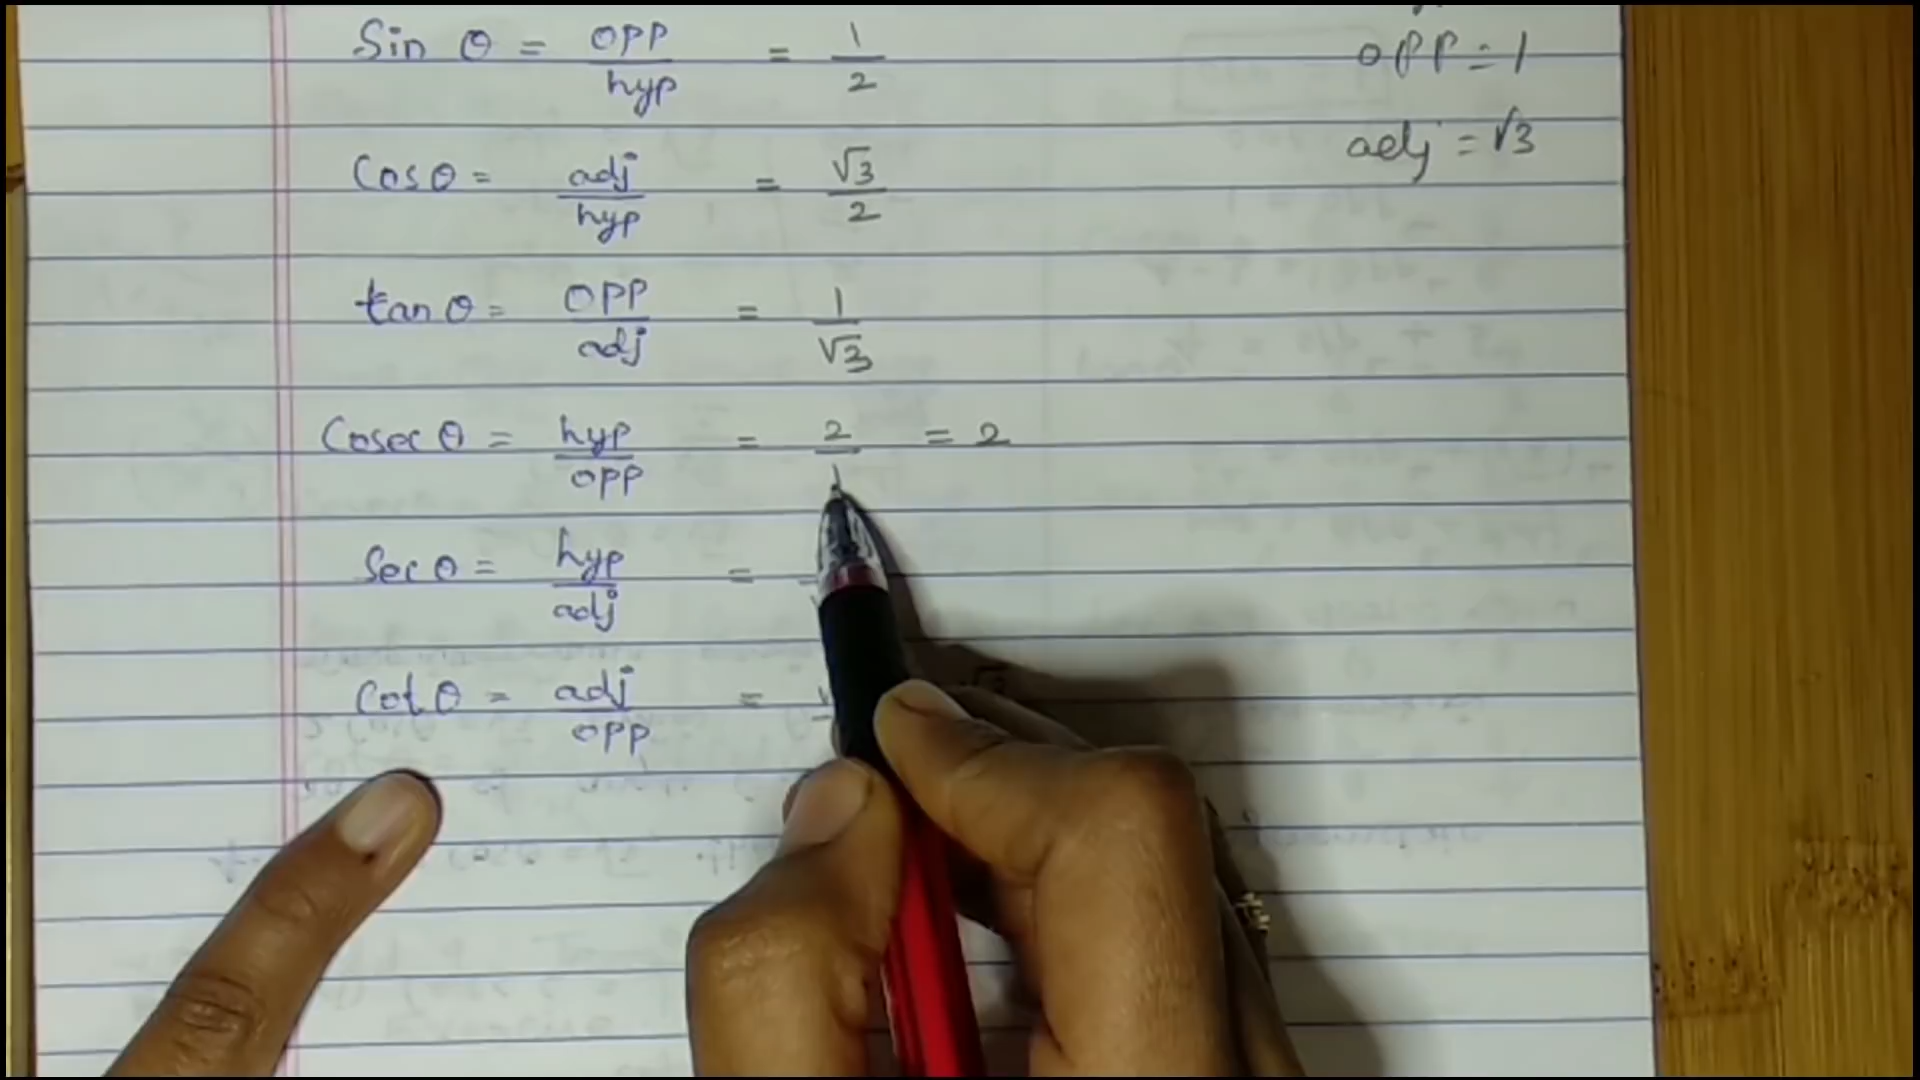 Sin θ = opp/hyp = 1/2
opp = 1
adj = √3
Cos θ = adj/hyp = √3/2
tan θ = opp/adj = 1/√3
Cosec θ = hyp/opp = 2/1 = 2
Sec θ = hyp/adj =
Cot θ = adj/opp =